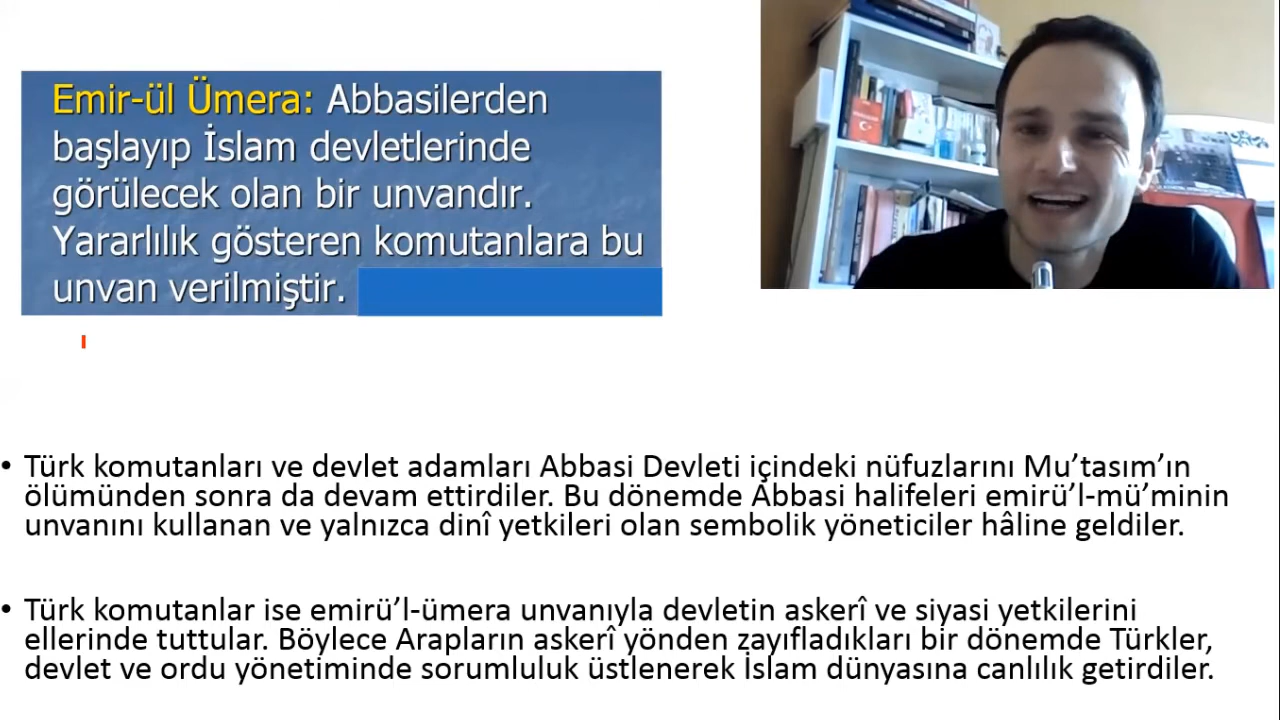 Emir-ül Ümera: Abbasilerden
başlayıp İslam devletlerinde
görülecek olan bir unvandır.
Yararlılık gösteren komutanlara bu
unvan verilmiştir.
• Türk komutanları ve devlet adamları Abbasi Devleti içindeki nüfuzlarını Mu’tasım’ın
ölümünden sonra da devam ettirdiler. Bu dönemde Abbasi halifeleri emirü’l-mü’minin
unvanını kullanan ve yalnızca dinî yetkileri olan sembolik yöneticiler hâline geldiler.
• Türk komutanlar ise emirü’l-ümera unvanıyla devletin askerî ve siyasi yetkilerini
ellerinde tuttular. Böylece Arapların askerî yönden zayıfladıkları bir dönemde Türkler,
devlet ve ordu yönetiminde sorumluluk üstlenerek İslam dünyasına canlılık getirdiler.